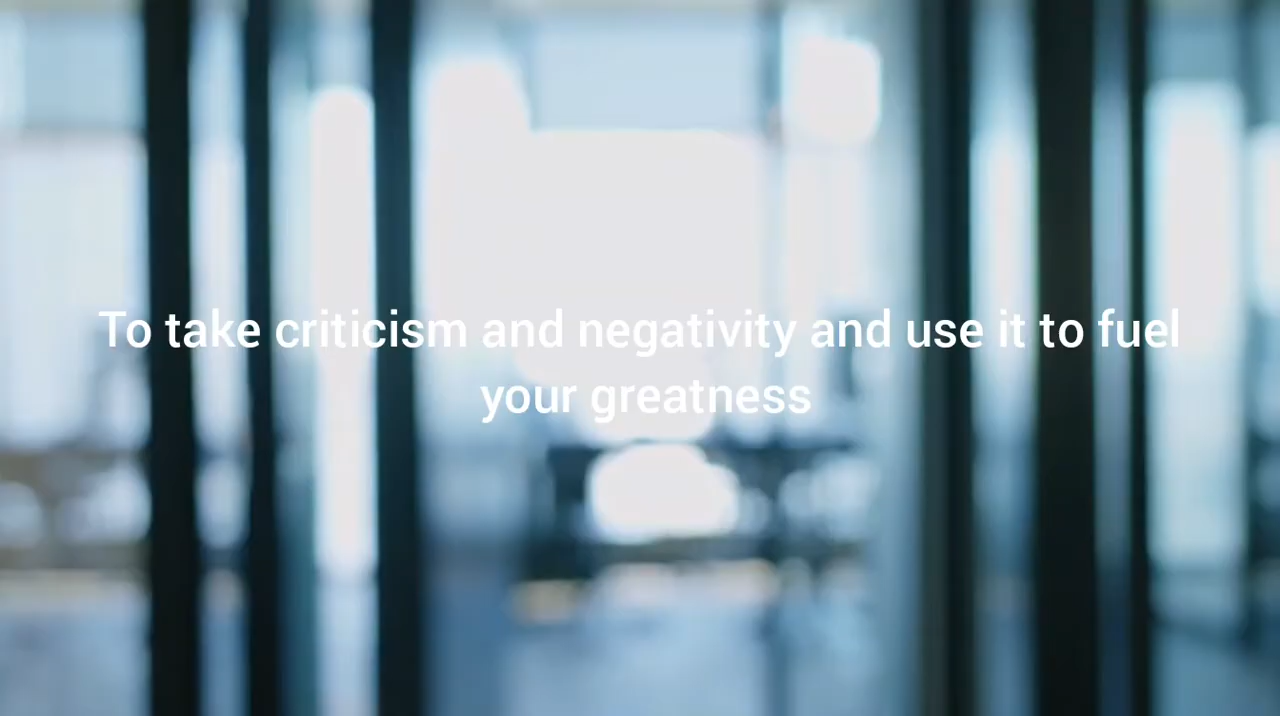 To take criticism and negativity and use it to fuel
your greatness